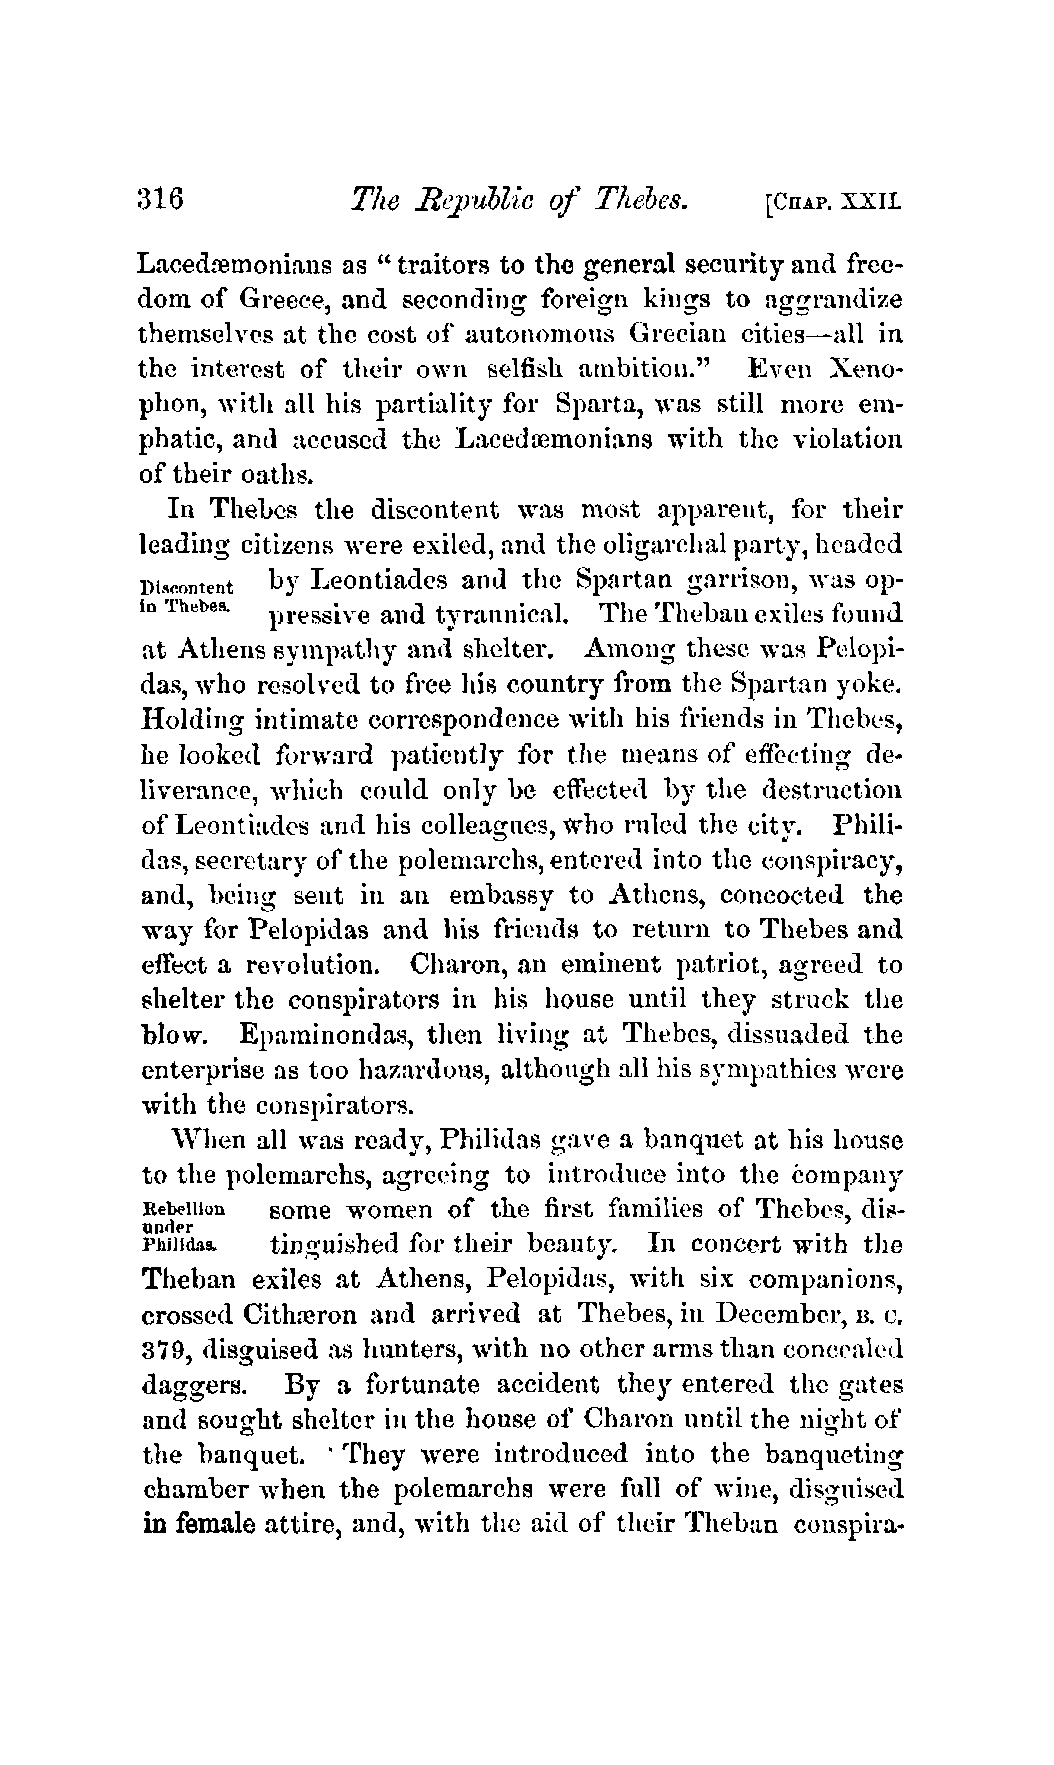 316 The Republic of Thebes. [CHAP. XXII.
Lacedæmonians as “traitors to the general security and free-
dom of Greece, and seconding foreign kings to aggrandize
themselves at the cost of autonomous Grecian cities—all in
the interest of their own selfish ambition.” Even Xeno-
phon, with all his partiality for Sparta, was still more em-
phatic, and accused the Lacedæmonians with the violation
of their oaths.
In Thebes the discontent was most apparent, for their
leading citizens were exiled, and the oligarchal party, headed
Discontent
in Thebes.
by Leontiades and the Spartan garrison, was op-
pressive and tyrannical. The Theban exiles found
at Athens sympathy and shelter. Among these was Pelopi-
das, who resolved to free his country from the Spartan yoke.
Holding intimate correspondence with his friends in Thebes,
he looked forward patiently for the means of effecting de-
liverance, which could only be effected by the destruction
of Leontiades and his colleagues, who ruled the city. Phili-
das, secretary of the polemarchs, entered into the conspiracy,
and, being sent in an embassy to Athens, concocted the
way for Pelopidas and his friends to return to Thebes and
effect a revolution. Charon, an eminent patriot, agreed to
shelter the conspirators in his house until they struck the
blow. Epaminondas, then living at Thebes, dissuaded the
enterprise as too hazardous, although all his sympathies were
with the conspirators.
When all was ready, Philidas gave a banquet at his house
to the polemarchs, agreeing to introduce into the company
Rebellion
under
Philidas.
some women of the first families of Thebes, dis-
tinguished for their beauty. In concert with the
Theban exiles at Athens, Pelopidas, with six companions,
crossed Cithæron and arrived at Thebes, in December, B. C.
379, disguised as hunters, with no other arms than concealed
daggers. By a fortunate accident they entered the gates
and sought shelter in the house of Charon until the night of
the banquet. They were introduced into the banqueting
chamber when the polemarchs were full of wine, disguised
in female attire, and, with the aid of their Theban conspira-